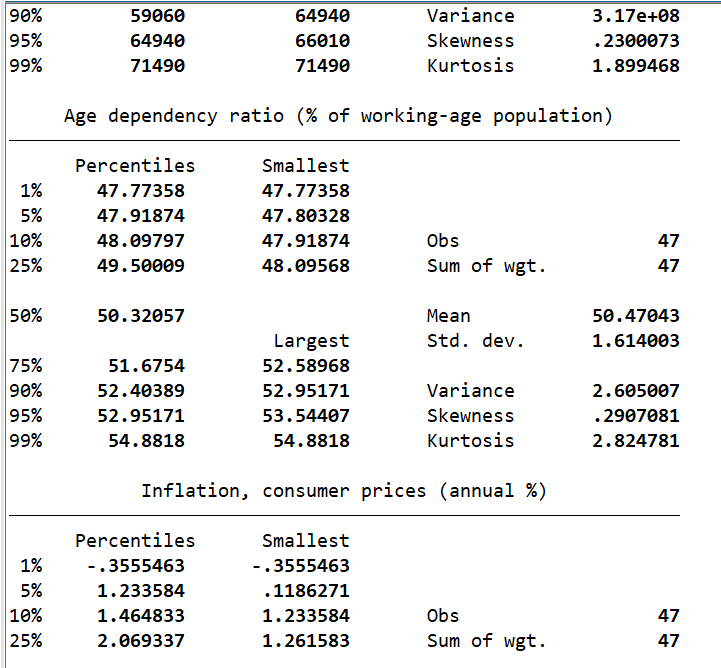 90% 59060 64940 Variance 3.17e+08
95% 64940 66010 Skewness .2300073
99% 71490 71490 Kurtosis 1.899468
Age dependency ratio (% of working-age population)
Percentiles Smallest
1% 47.77358 47.77358
5% 47.91874 47.80328
10% 48.09797 47.91874 Obs 47
25% 49.50009 48.09568 Sum of wgt. 47
50% 50.32057 Mean 50.47043
Largest Std. dev. 1.614003
75% 51.6754 52.58968
90% 52.40389 52.95171 Variance 2.605007
95% 52.95171 53.54407 Skewness .2907081
99% 54.8818 54.8818 Kurtosis 2.824781
Inflation, consumer prices (annual %)
Percentiles Smallest
1% -.3555463 -.3555463
5% 1.233584 .1186271
10% 1.464833 1.233584 Obs 47
25% 2.069337 1.261583 Sum of wgt. 47